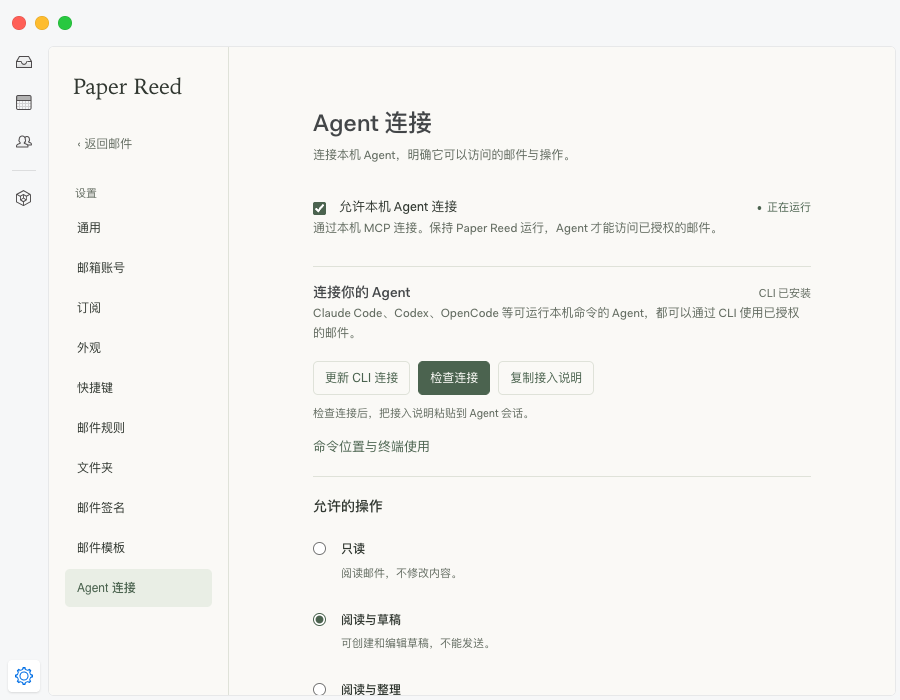 Paper Reed
‹ 返回邮件
设置
通用
邮箱账号
订阅
外观
快捷键
邮件规则
文件夹
邮件签名
邮件模板
Agent 连接
Agent 连接
连接本机 Agent，明确它可以访问的邮件与操作。
允许本机 Agent 连接
• 正在运行
通过本机 MCP 连接。保持 Paper Reed 运行，Agent 才能访问已授权的邮件。
连接你的 Agent
CLI 已安装
Claude Code、Codex、OpenCode 等可运行本机命令的 Agent，都可以通过 CLI 使用已授权
的邮件。
更新 CLI 连接
检查连接
复制接入说明
检查连接后，把接入说明粘贴到 Agent 会话。
命令位置与终端使用
允许的操作
只读
阅读邮件，不修改内容。
阅读与草稿
可创建和编辑草稿，不能发送。
阅读与整理